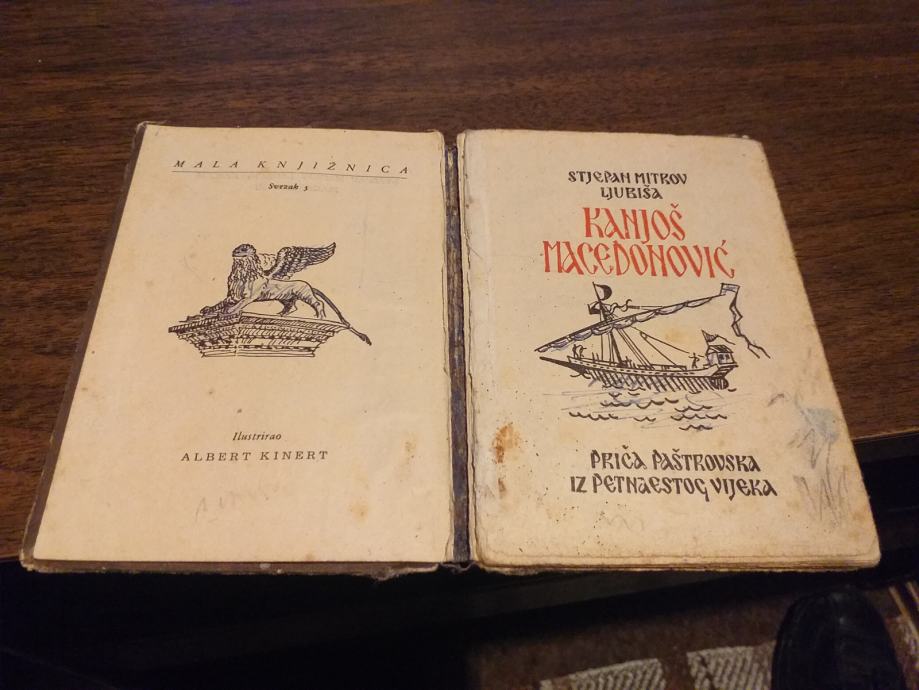 MALA KNJIŽNICA
Svezak 3
Ilustrirao
ALBERT KINERT
STJEPAN MITROV
LJUBIŠA
KANJOŠ
MACEDONOVIĆ
PRIČA PAŠTROVSKA
IZ PETNAESTOG VIJEKA